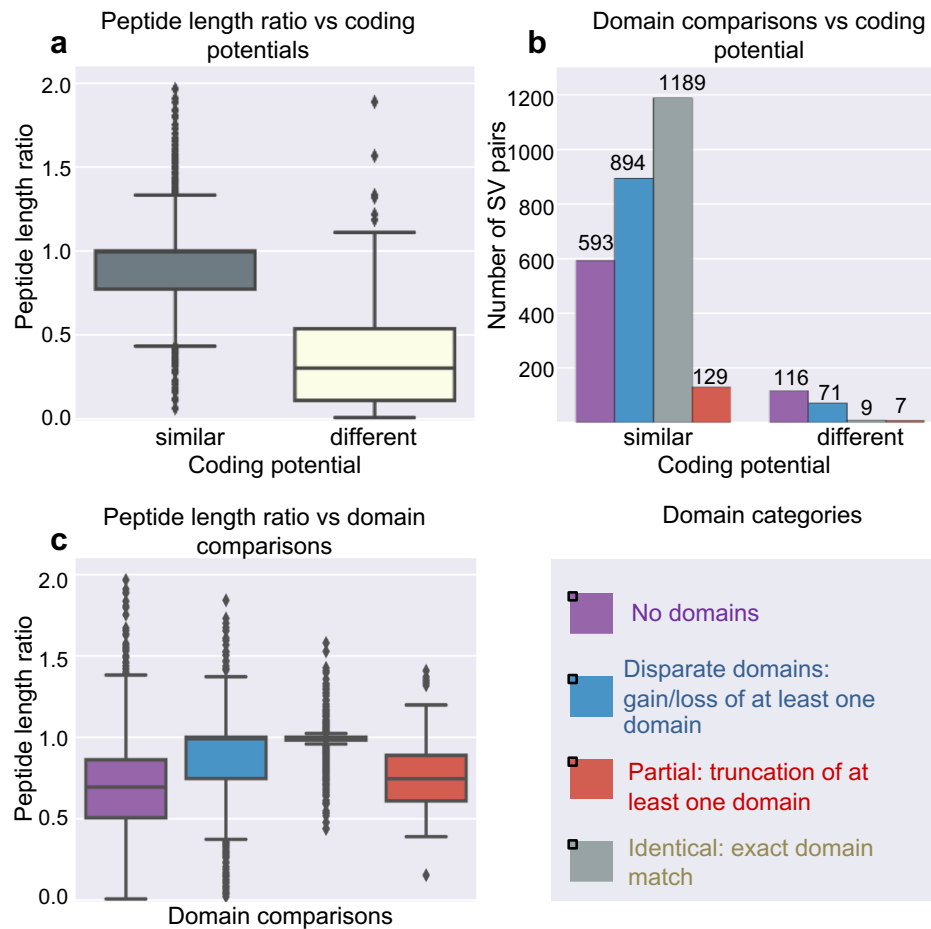 a
Peptide length ratio vs coding
potentials
2.0
1.5
1.0
0.5
0.0
Peptide length ratio
similar
different
Coding potential
b
Domain comparisons vs coding
potential
1200
1000
800
600
400
200
Number of SV pairs
593
894
1189
129
116
71
9
7
similar
different
Coding potential
c
Peptide length ratio vs domain
comparisons
2.0
1.5
1.0
0.5
0.0
Peptide length ratio
Domain comparisons
Domain categories
No domains
Disparate domains:
gain/loss of at least one
domain
Partial: truncation of at
least one domain
Identical: exact domain
match